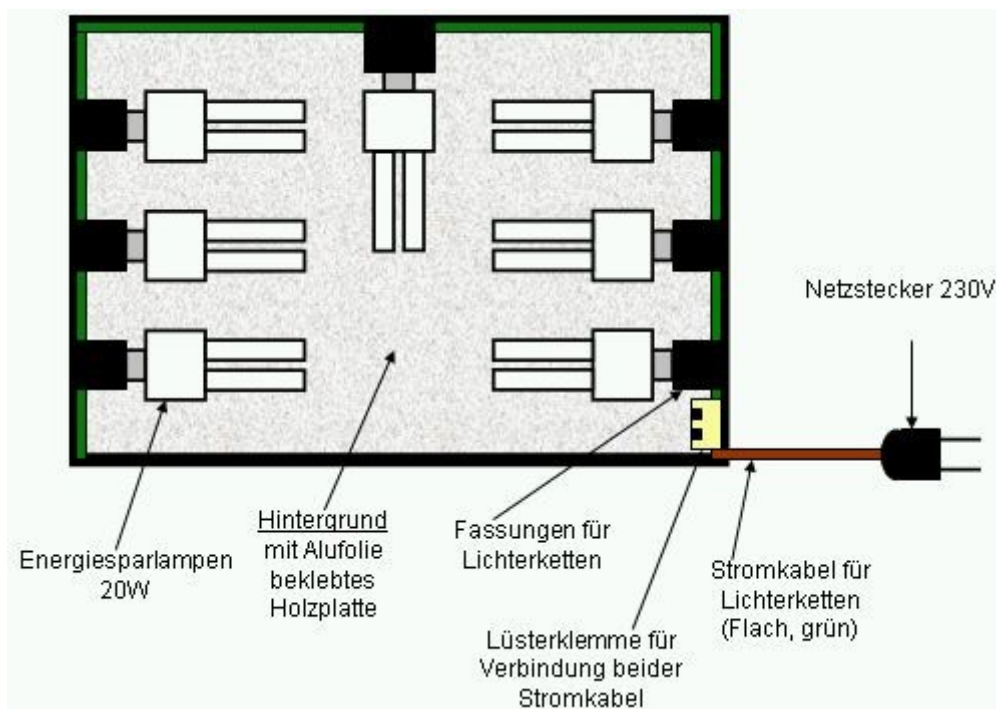 Netzstecker 230V
Energiesparlampen
20W
Hintergrund
mit Alufolie
beklebtes
Holzplatte
Fassungen für
Lichterketten
Lüsterklemme für
Verbindung beider
Stromkabel
Stromkabel für
Lichterketten
(Flach, grün)